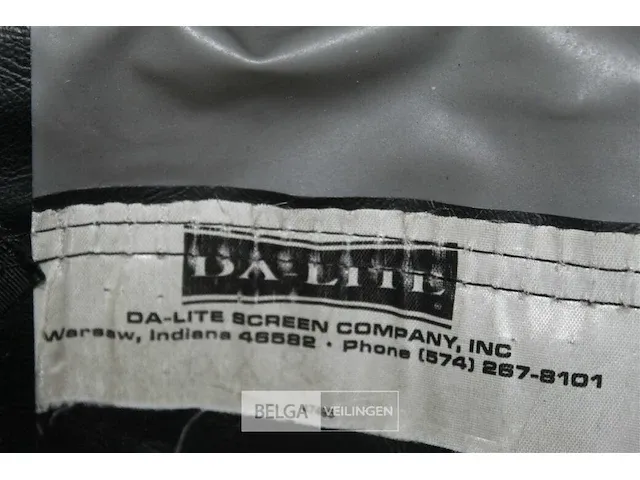 DA-LITE
®
DA-LITE SCREEN COMPANY, INC
Warsaw, Indiana 46582 · Phone (574) 267-8101
BELGA VEILINGEN